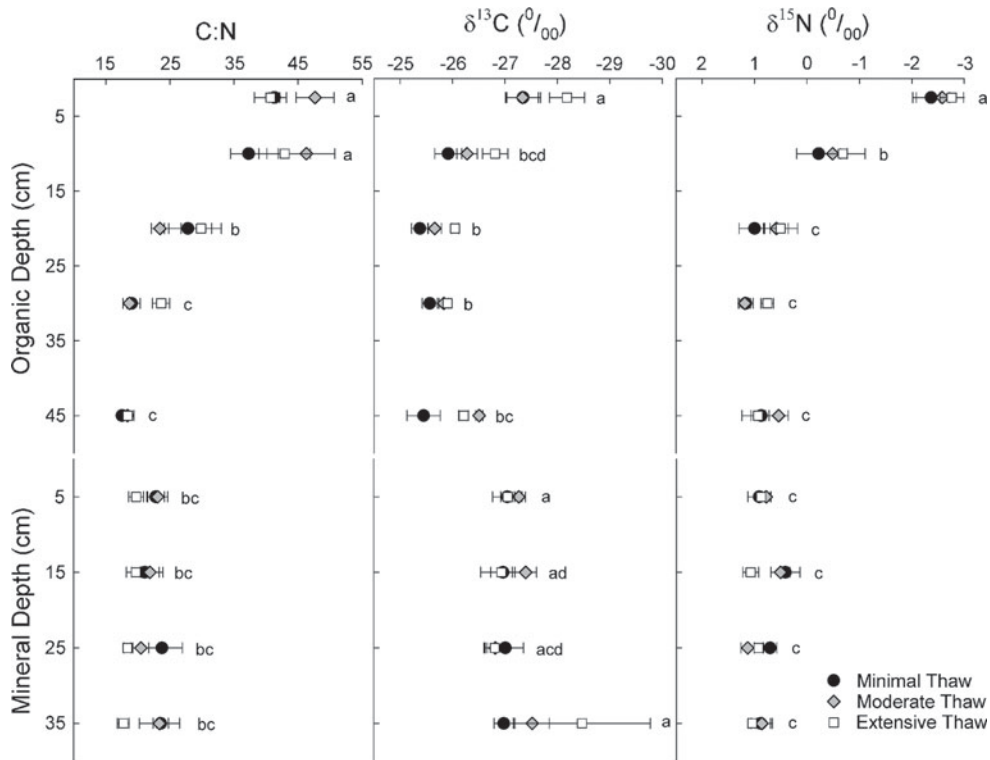 C:N
δ¹³C (⁰/₀₀)
δ¹⁵N (⁰/₀₀)
15 25 35 45 55
-25 -26 -27 -28 -29 -30
2 1 0 -1 -2 -3
Organic Depth (cm)
5 a a a
a bcd b
15
b b c
25
c b c
35
45 c bc c
Mineral Depth (cm)
5 bc a c
15 bc ad c
25 bc acd c
35 bc a c
Minimal Thaw
Moderate Thaw
Extensive Thaw